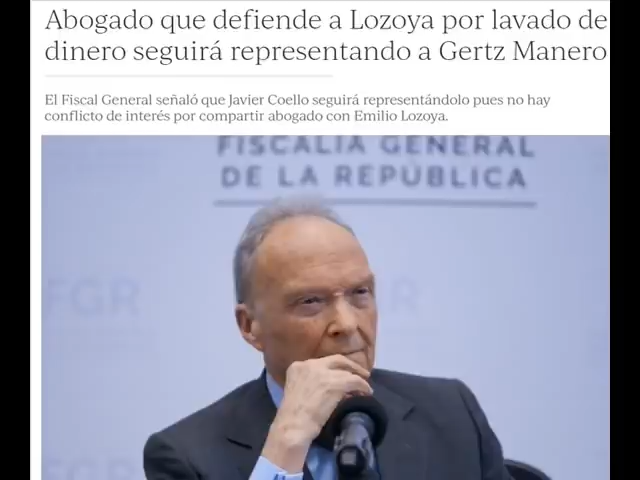 Abogado que defiende a Lozoya por lavado de
dinero seguirá representando a Gertz Manero
El Fiscal General señaló que Javier Coello seguirá representándolo pues no hay
conflicto de interés por compartir abogado con Emilio Lozoya.
FISCALÍA GENERAL
DE LA REPÚBLICA
FGR
R
FGR